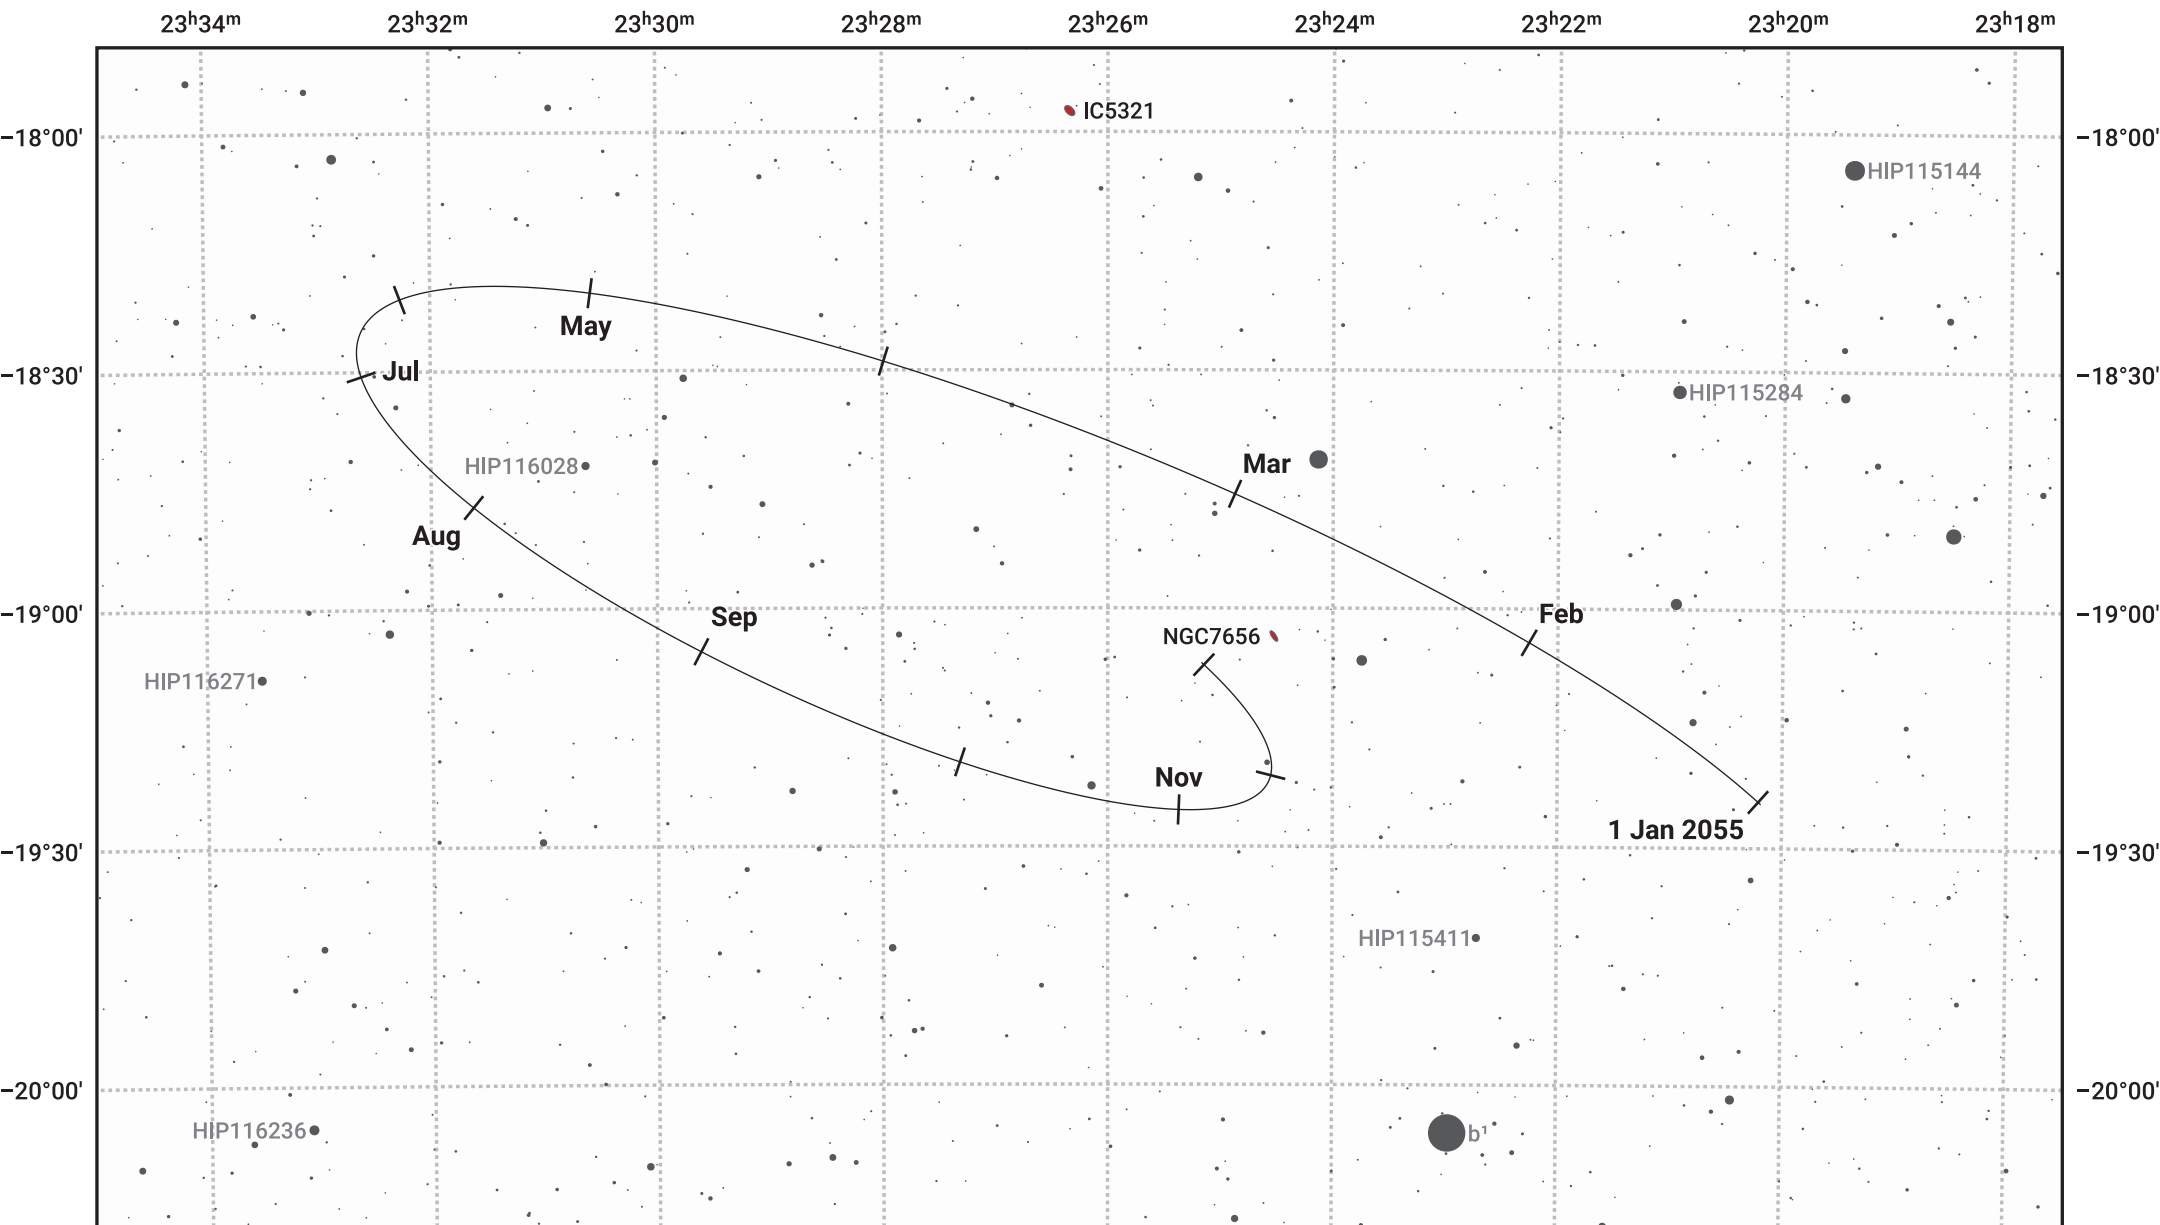 23ʰ34ᵐ 23ʰ32ᵐ 23ʰ30ᵐ 23ʰ28ᵐ 23ʰ26ᵐ 23ʰ24ᵐ 23ʰ22ᵐ 23ʰ20ᵐ 23ʰ18ᵐ
IC5321
−18°00' −18°00'
HIP115144
May
Jul
−18°30' −18°30'
HIP115284
HIP116028
Mar
Aug
−19°00' −19°00'
Sep
Feb
NGC7656
HIP116271
Nov
1 Jan 2055
−19°30' −19°30'
HIP115411
−20°00' −20°00'
HIP116236
b¹